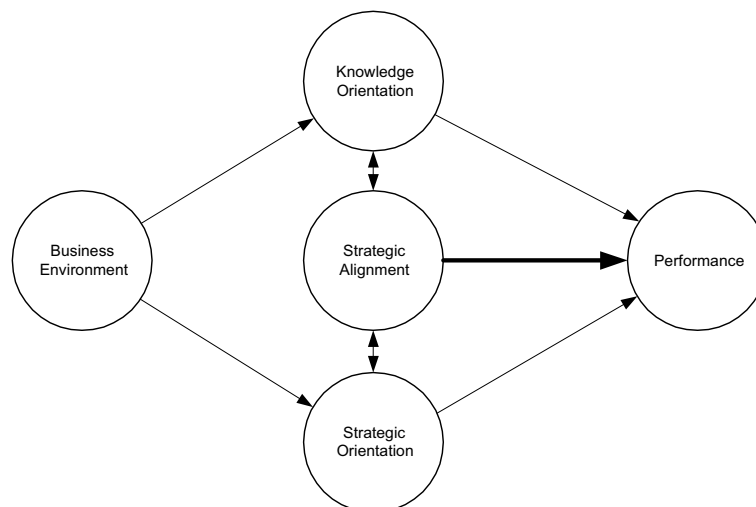 Knowledge
Orientation
Business
Environment
Strategic
Alignment
Performance
Strategic
Orientation